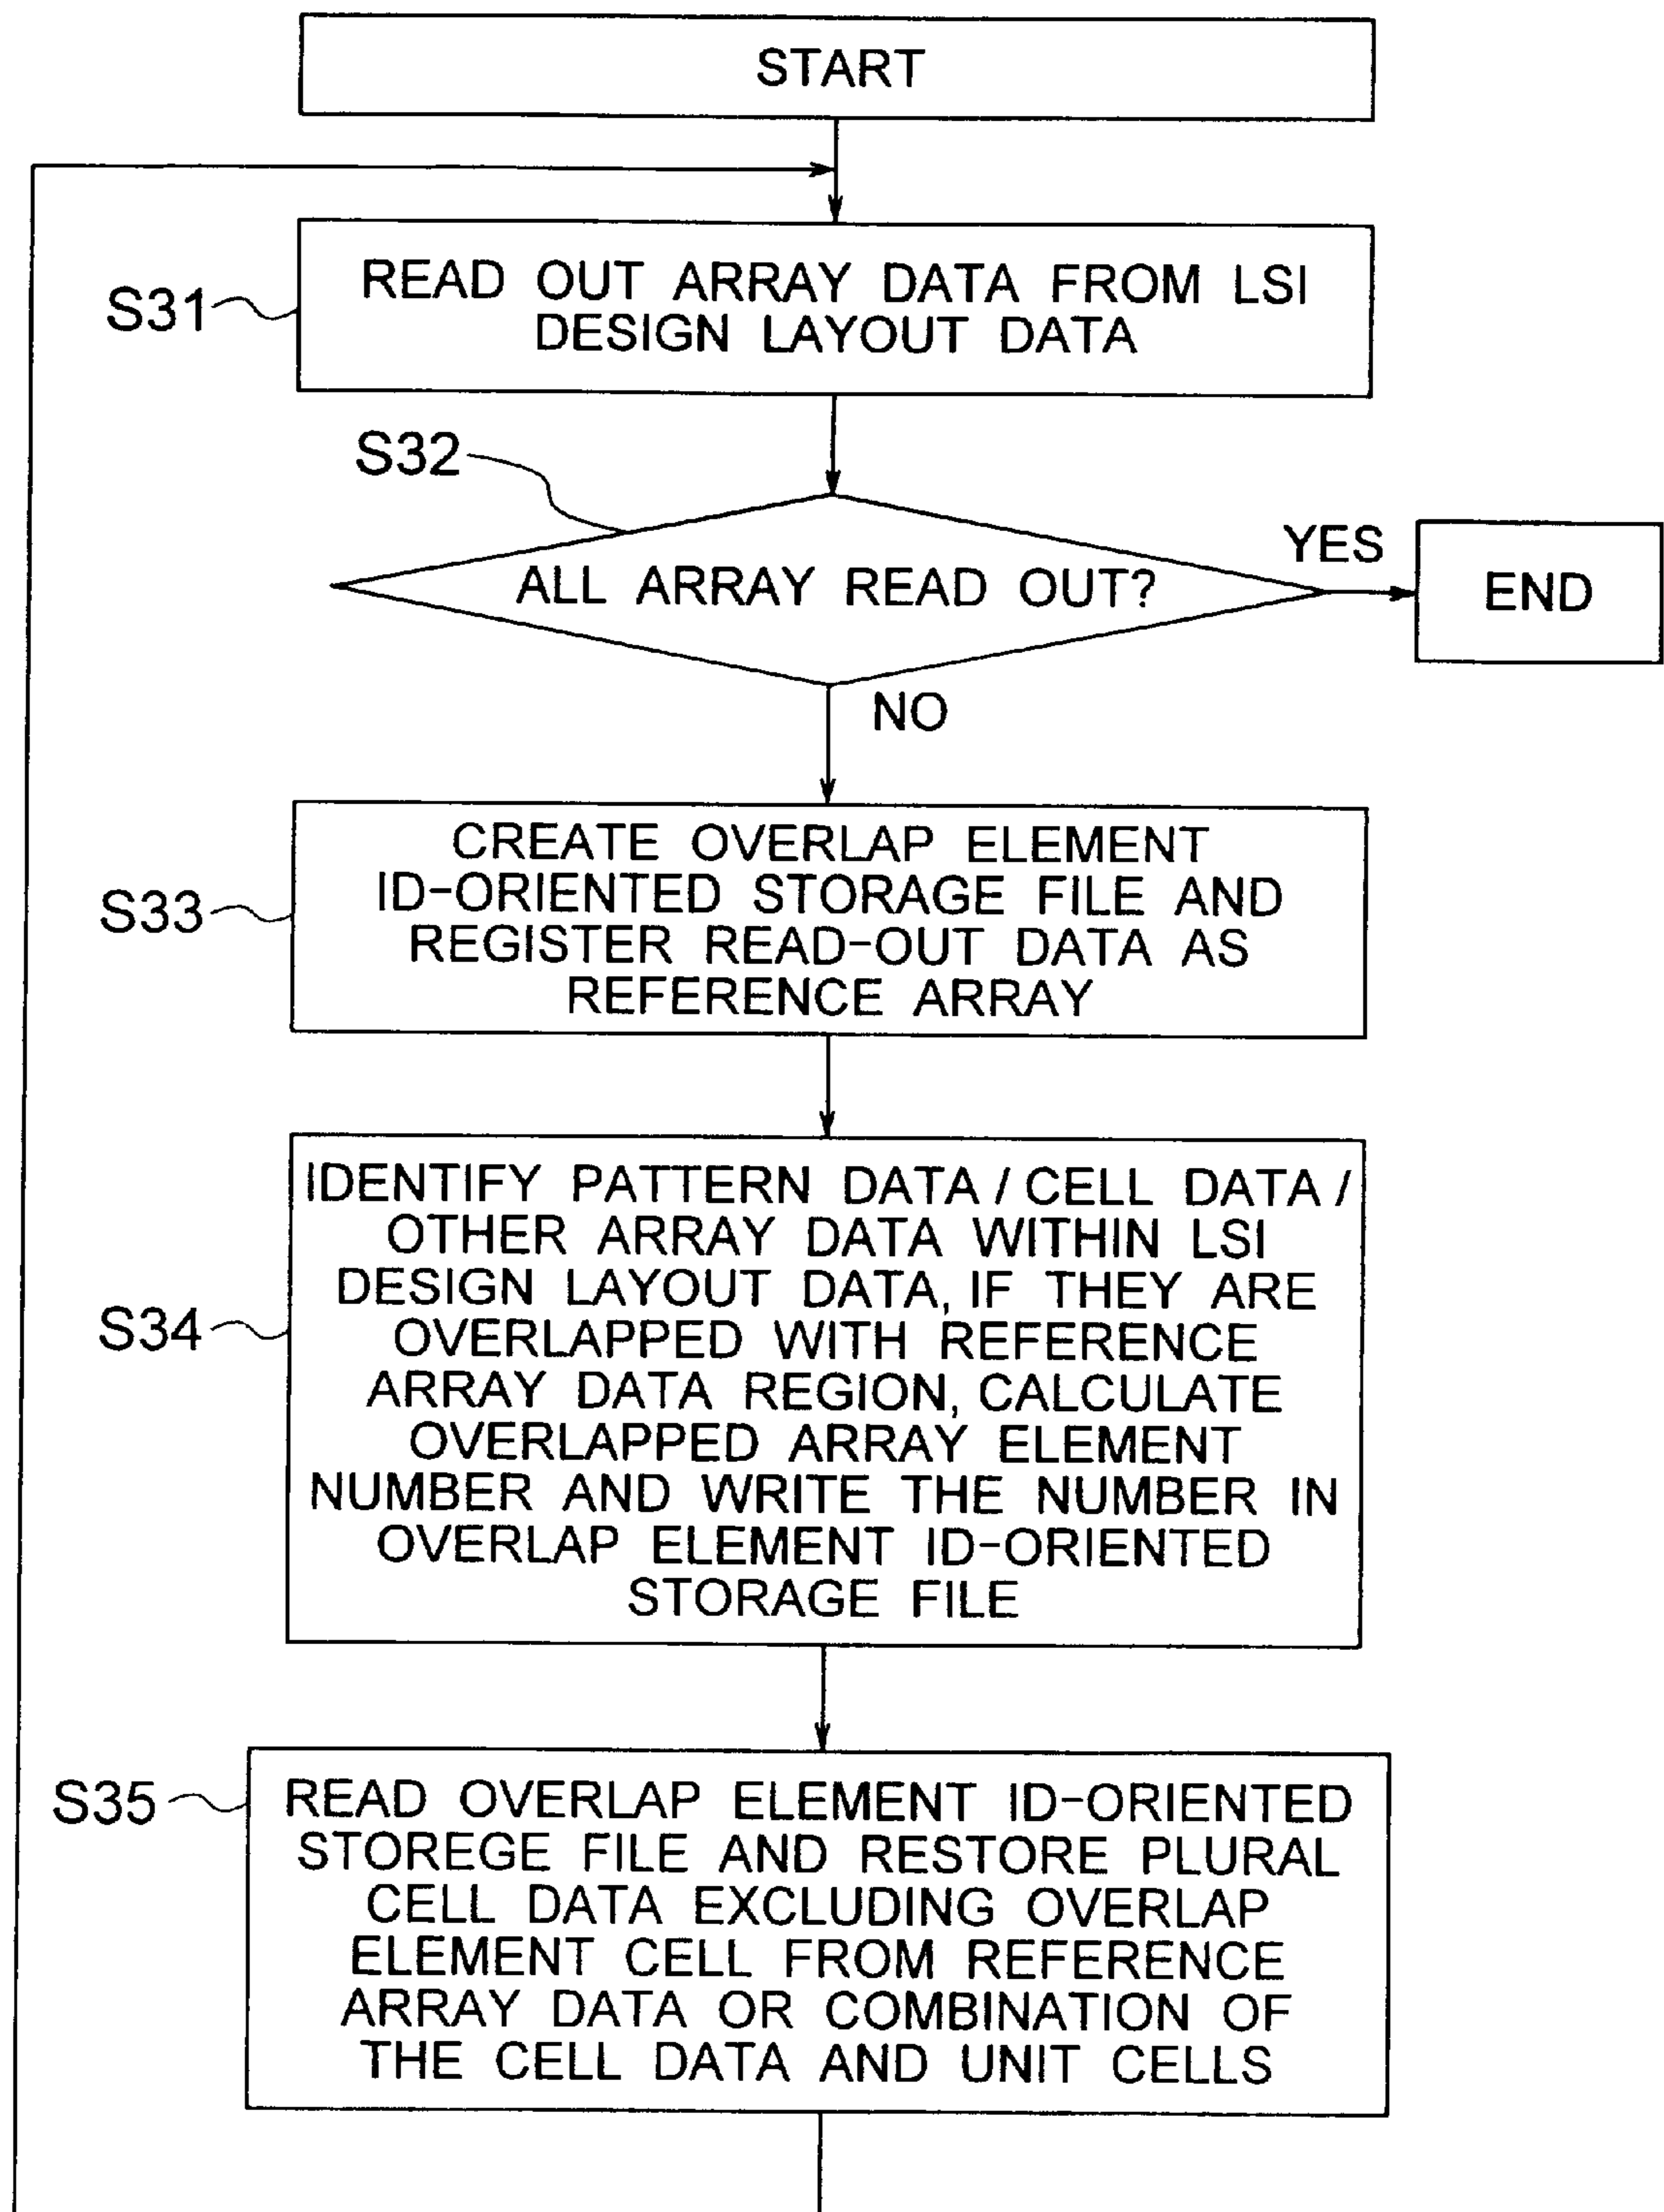 START
S31
READ OUT ARRAY DATA FROM LSI
DESIGN LAYOUT DATA
S32
ALL ARRAY READ OUT?
YES
END
NO
S33
CREATE OVERLAP ELEMENT
ID-ORIENTED STORAGE FILE AND
REGISTER READ-OUT DATA AS
REFERENCE ARRAY
S34
IDENTIFY PATTERN DATA / CELL DATA /
OTHER ARRAY DATA WITHIN LSI
DESIGN LAYOUT DATA, IF THEY ARE
OVERLAPPED WITH REFERENCE
ARRAY DATA REGION, CALCULATE
OVERLAPPED ARRAY ELEMENT
NUMBER AND WRITE THE NUMBER IN
OVERLAP ELEMENT ID-ORIENTED
STORAGE FILE
S35
READ OVERLAP ELEMENT ID-ORIENTED
STOREGE FILE AND RESTORE PLURAL
CELL DATA EXCLUDING OVERLAP
ELEMENT CELL FROM REFERENCE
ARRAY DATA OR COMBINATION OF
THE CELL DATA AND UNIT CELLS